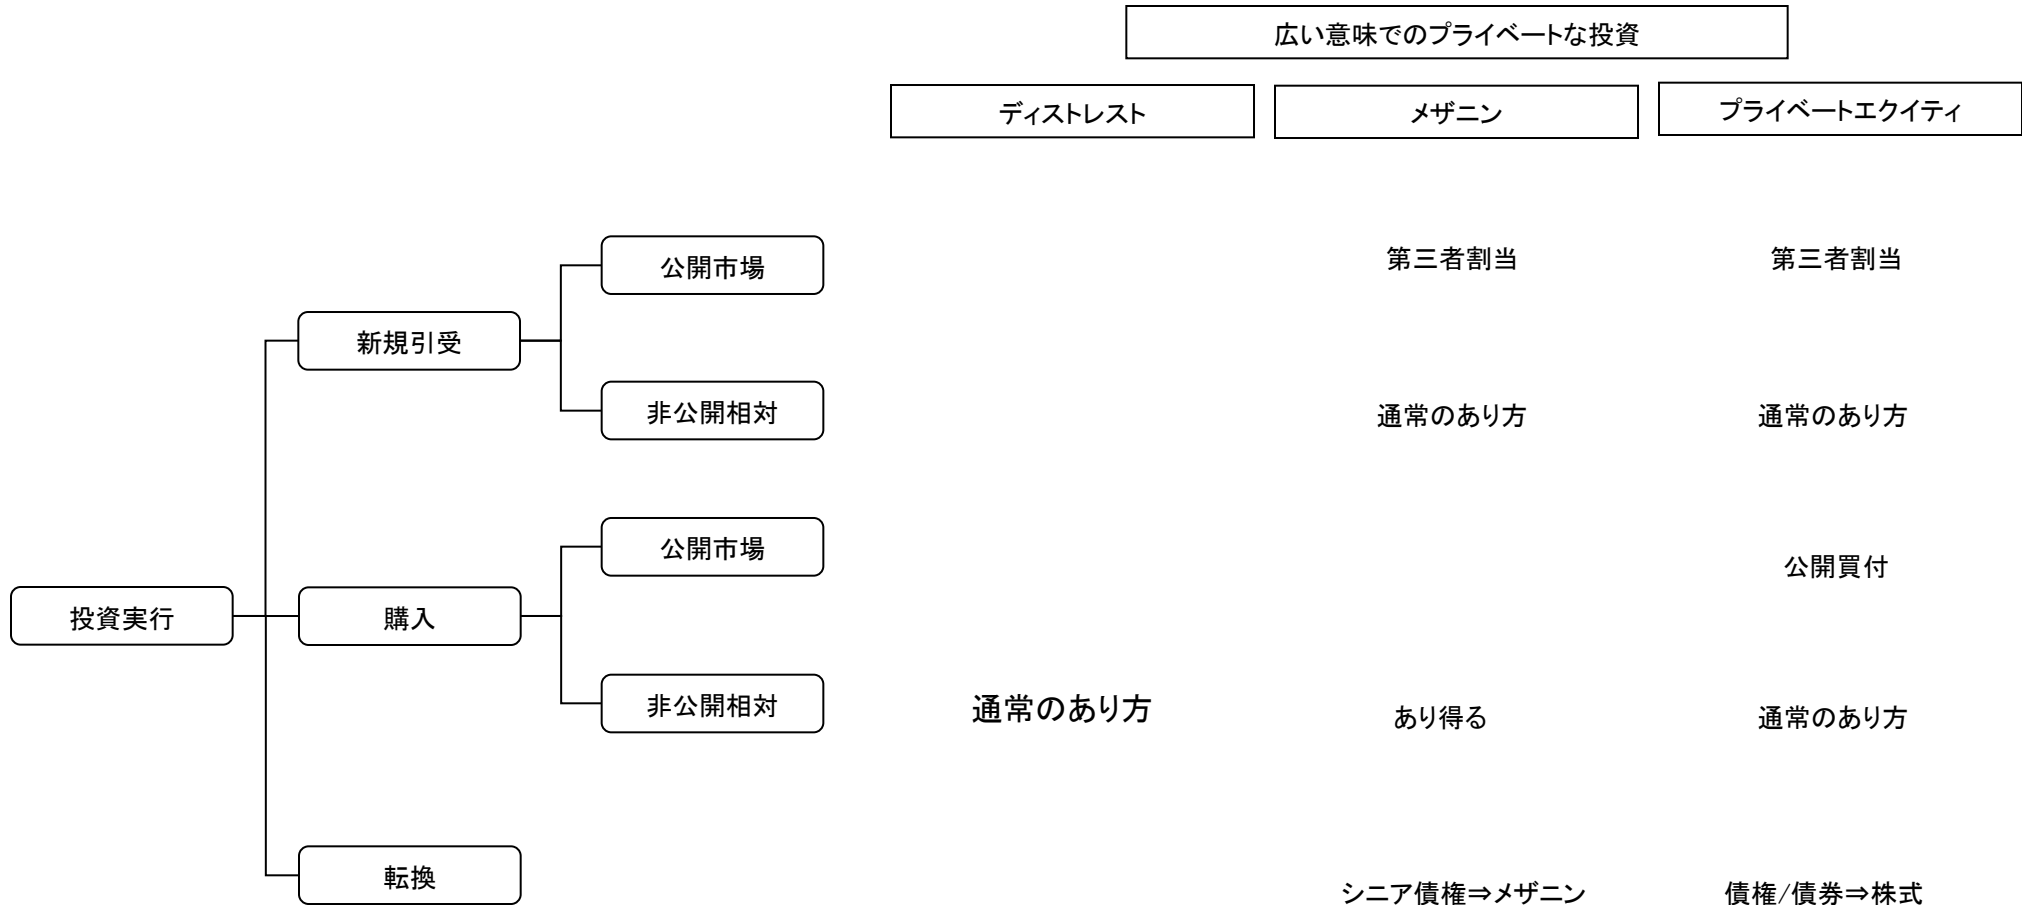 広い意味でのプライベートな投資
ディストレスト
メザニン
プライベートエクイティ
公開市場
第三者割当
第三者割当
新規引受
非公開相対
通常のあり方
通常のあり方
公開市場
公開買付
投資実行
購入
非公開相対
通常のあり方
あり得る
通常のあり方
転換
シニア債権⇒メザニン
債権/債券⇒株式